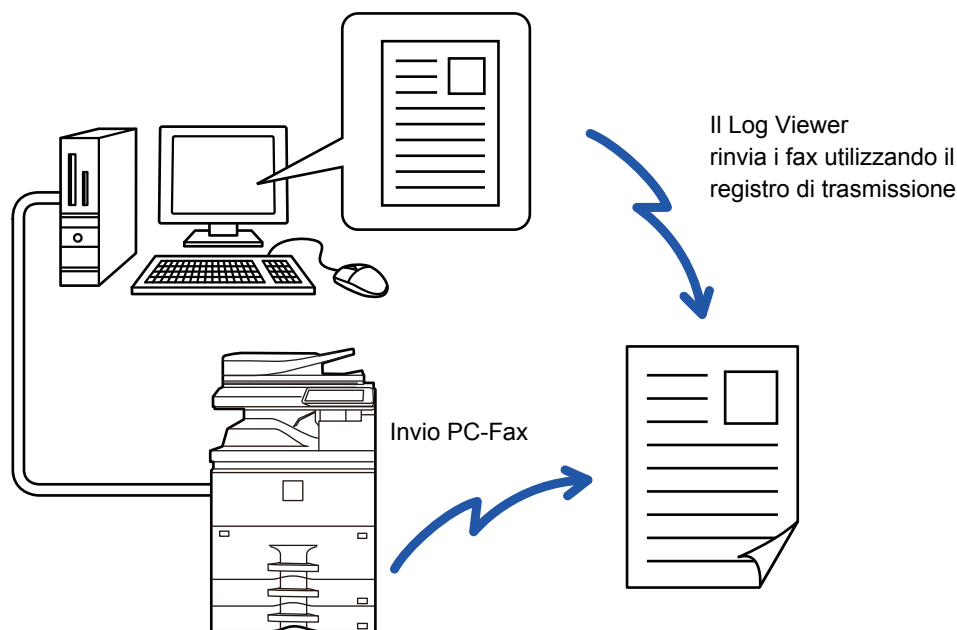 Il Log Viewer
rinvia i fax utilizzando il
registro di trasmissione
Invio PC-Fax